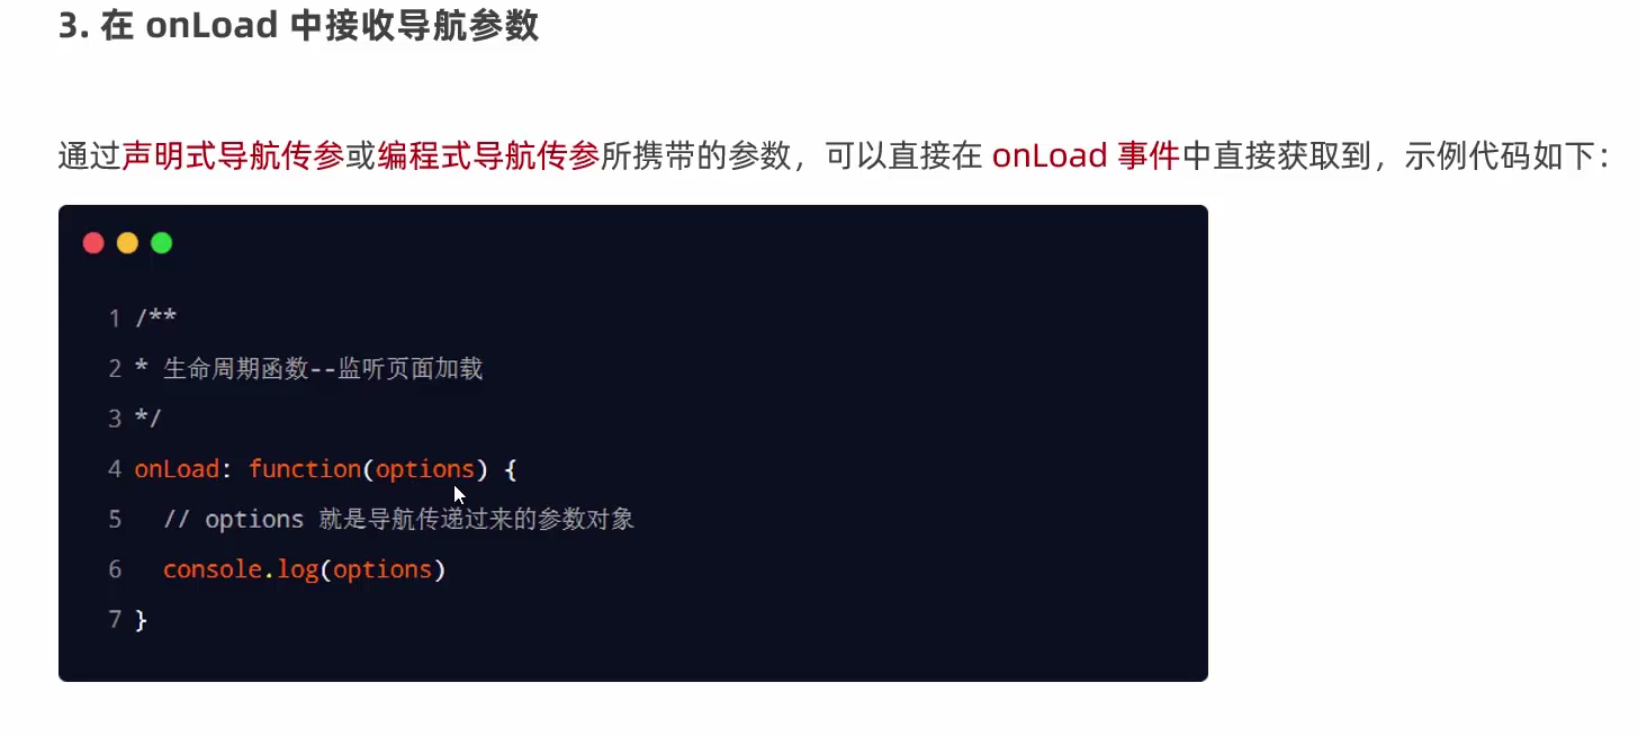 3. 在 onLoad 中接收导航参数
通过声明式导航传参或编程式导航传参所携带的参数，可以直接在 onLoad 事件中直接获取到，示例代码如下：
1 /**
2 * 生命周期函数--监听页面加载
3 */
4 onLoad: function(options) {
5   // options 就是导航传递过来的参数对象
6   console.log(options)
7 }